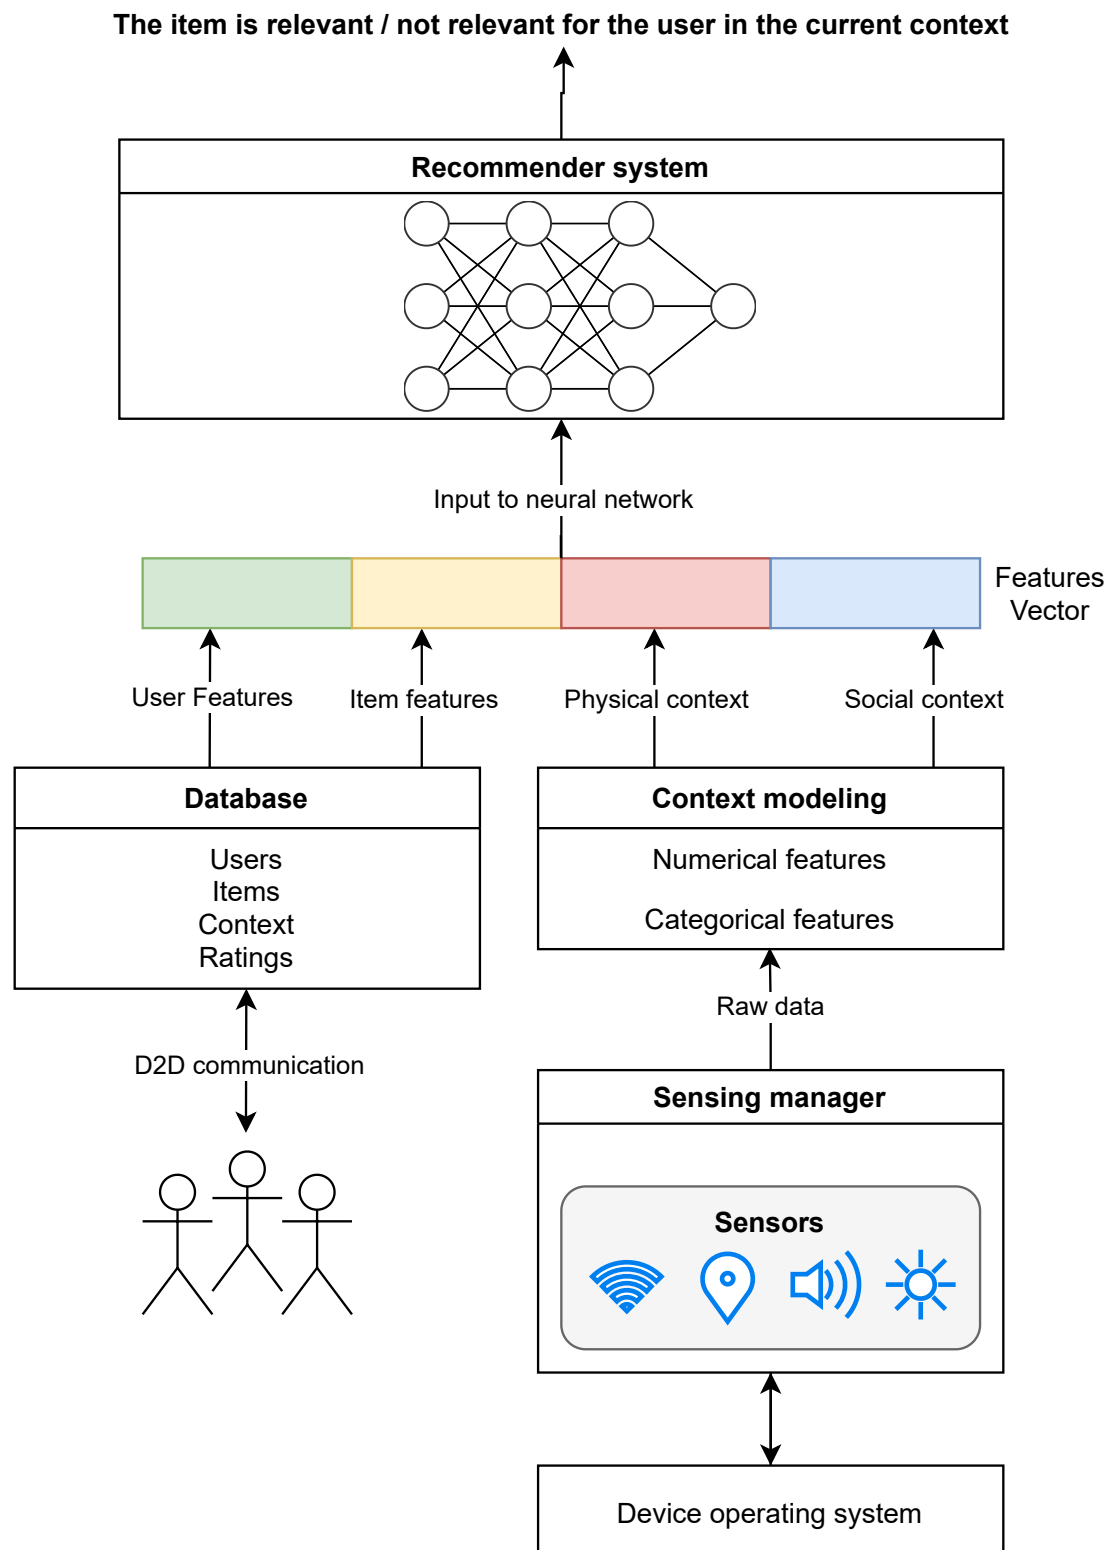 The item is relevant / not relevant for the user in the current context
Recommender system
Input to neural network
Features
Vector
User Features
Item features
Physical context
Social context
Database
Users
Items
Context
Ratings
Context modeling
Numerical features
Categorical features
D2D communication
Raw data
Sensing manager
Sensors
Device operating system